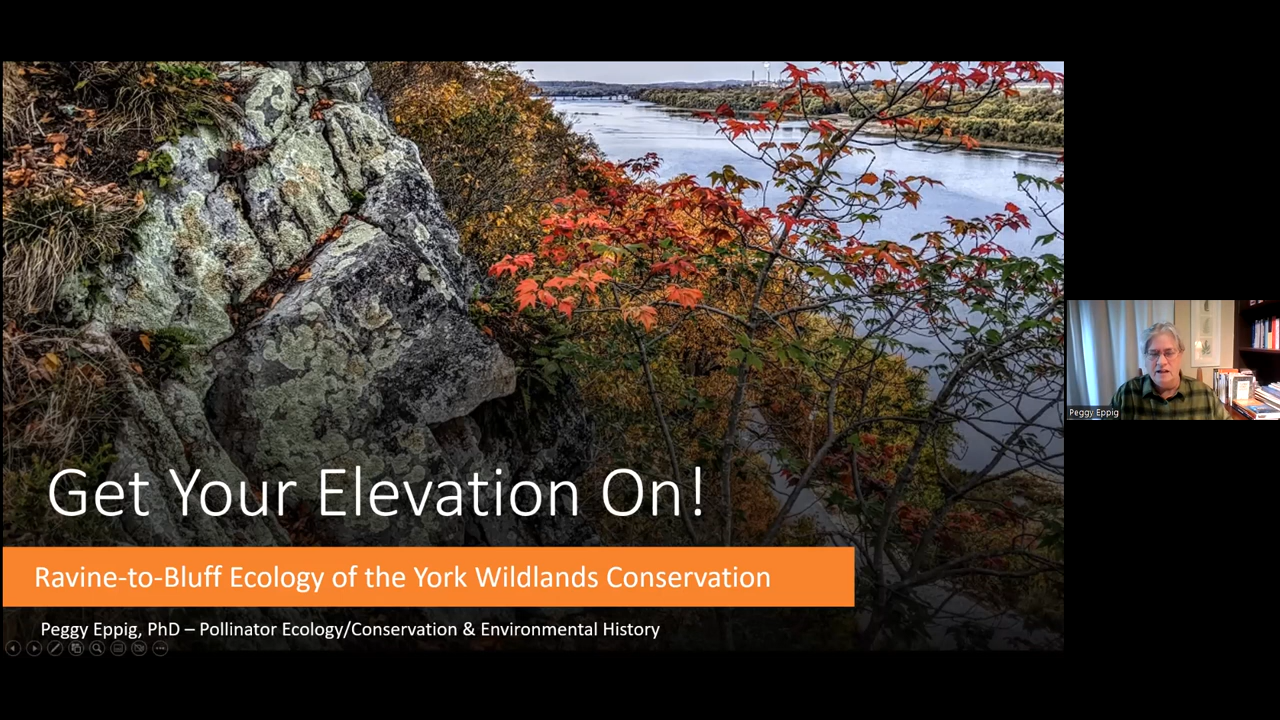 Get Your Elevation On!
Ravine-to-Bluff Ecology of the York Wildlands Conservation
Peggy Eppig, PhD – Pollinator Ecology/Conservation & Environmental History
Peggy Eppig